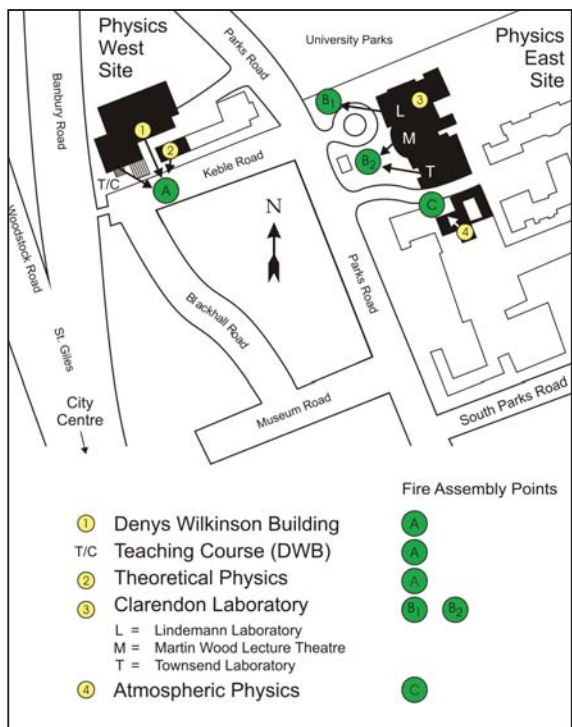 Physics
West
Site
Parks Road
University Parks
Physics
East
Site
Banbury Road
B1
3
L
1
2
M
B2
T
Keble Road
T/C
A
C
N
4
Woodstock Road
Parks Road
Blackhall Road
St. Giles
City
Centre
Museum Road
South Parks Road
Fire Assembly Points
1 Denys Wilkinson Building A
T/C Teaching Course (DWB) A
2 Theoretical Physics A
3 Clarendon Laboratory B1 B2
L = Lindemann Laboratory
M = Martin Wood Lecture Theatre
T = Townsend Laboratory
4 Atmospheric Physics C